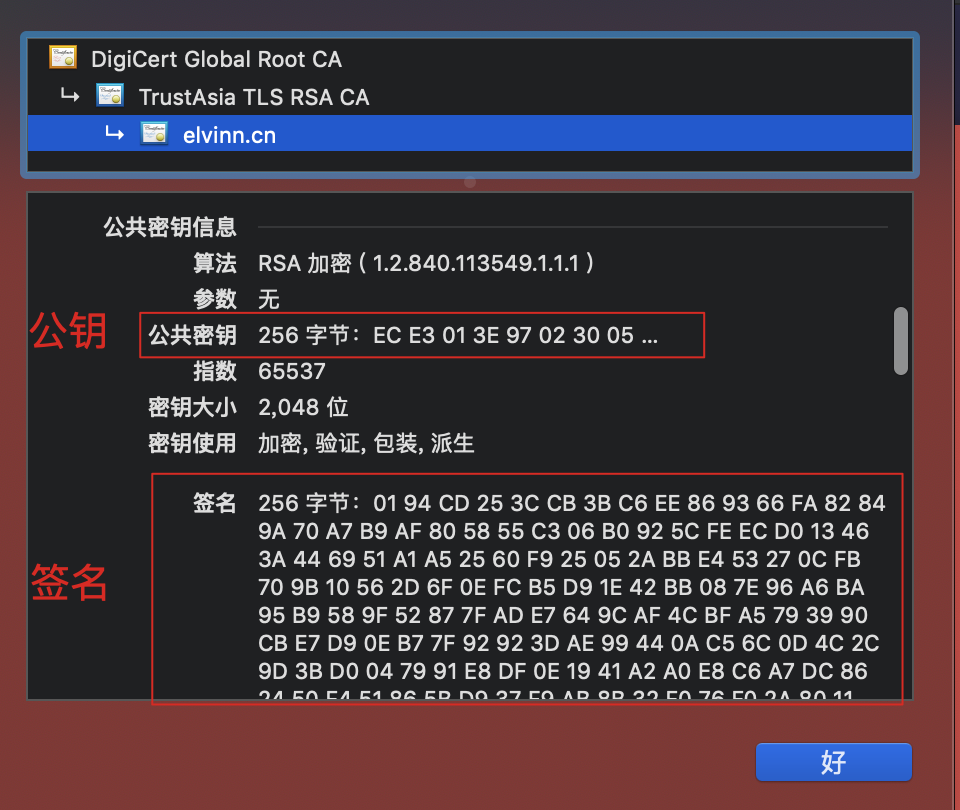 DigiCert Global Root CA
TrustAsia TLS RSA CA
elvinn.cn
公共密钥信息
算法 RSA 加密 ( 1.2.840.113549.1.1.1 )
参数 无
公钥
公共密钥 256 字节：EC E3 01 3E 97 02 30 05 ...
指数 65537
密钥大小 2,048 位
密钥使用 加密, 验证, 包装, 派生
签名 256 字节：01 94 CD 25 3C CB 3B C6 EE 86 93 66 FA 82 84
9A 70 A7 B9 AF 80 58 55 C3 06 B0 92 5C FE EC D0 13 46
3A 44 69 51 A1 A5 25 60 F9 25 05 2A BB E4 53 27 0C FB
签名
70 9B 10 56 2D 6F 0E FC B5 D9 1E 42 BB 08 7E 96 A6 BA
95 B9 58 9F 52 87 7F AD E7 64 9C AF 4C BF A5 79 39 90
CB E7 D9 0E B7 7F 92 92 3D AE 99 44 0A C5 6C 0D 4C 2C
9D 3B D0 04 79 91 E8 DF 0E 19 41 A2 A0 E8 C6 A7 DC 86
好